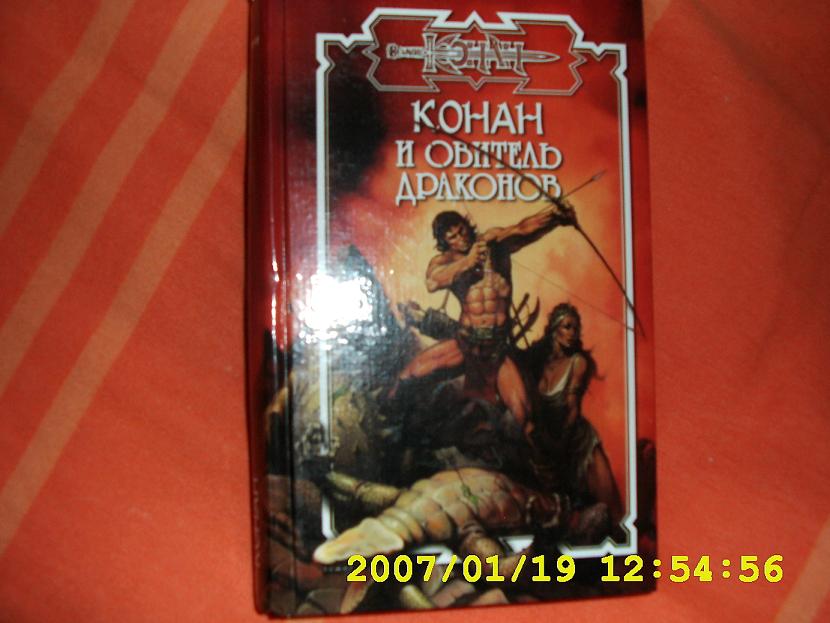 КОНАН
КОНАН
И ОБИТЕЛЬ
ДРАКОНОВ
2007/01/19 12:54:56